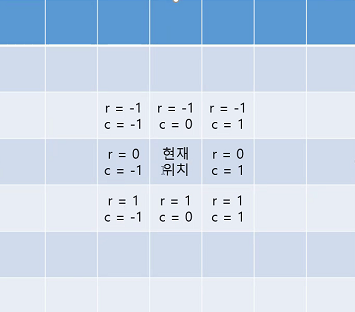 r = -1 r = -1 r = -1
c = -1 c = 0 c = 1
r = 0 현재 r = 0
c = -1 위치 c = 1
r = 1 r = 1 r = 1
c = -1 c = 0 c = 1